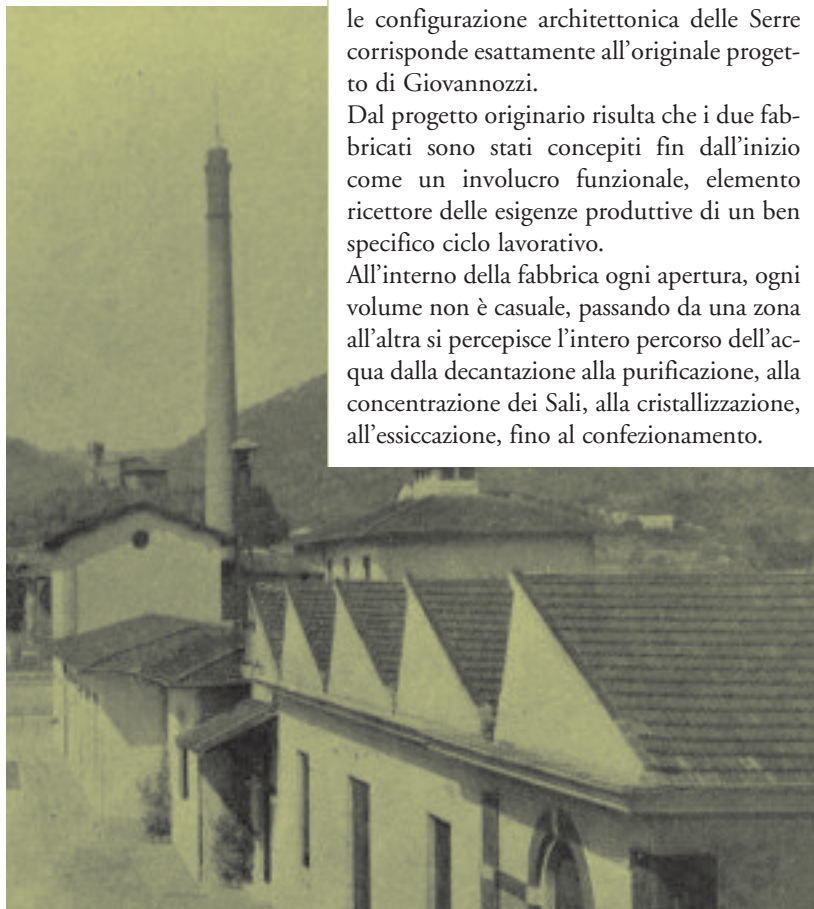 le configurazione architettonica delle Serre
corrisponde esattamente all’originale proget-
to di Giovannozzi.
Dal progetto originario risulta che i due fab-
bricati sono stati concepiti fin dall’inizio
come un involucro funzionale, elemento
ricettore delle esigenze produttive di un ben
specifico ciclo lavorativo.
All’interno della fabbrica ogni apertura, ogni
volume non è casuale, passando da una zona
all’altra si percepisce l’intero percorso dell’ac-
qua dalla decantazione alla purificazione, alla
concentrazione dei Sali, alla cristallizzazione,
all’essiccazione, fino al confezionamento.